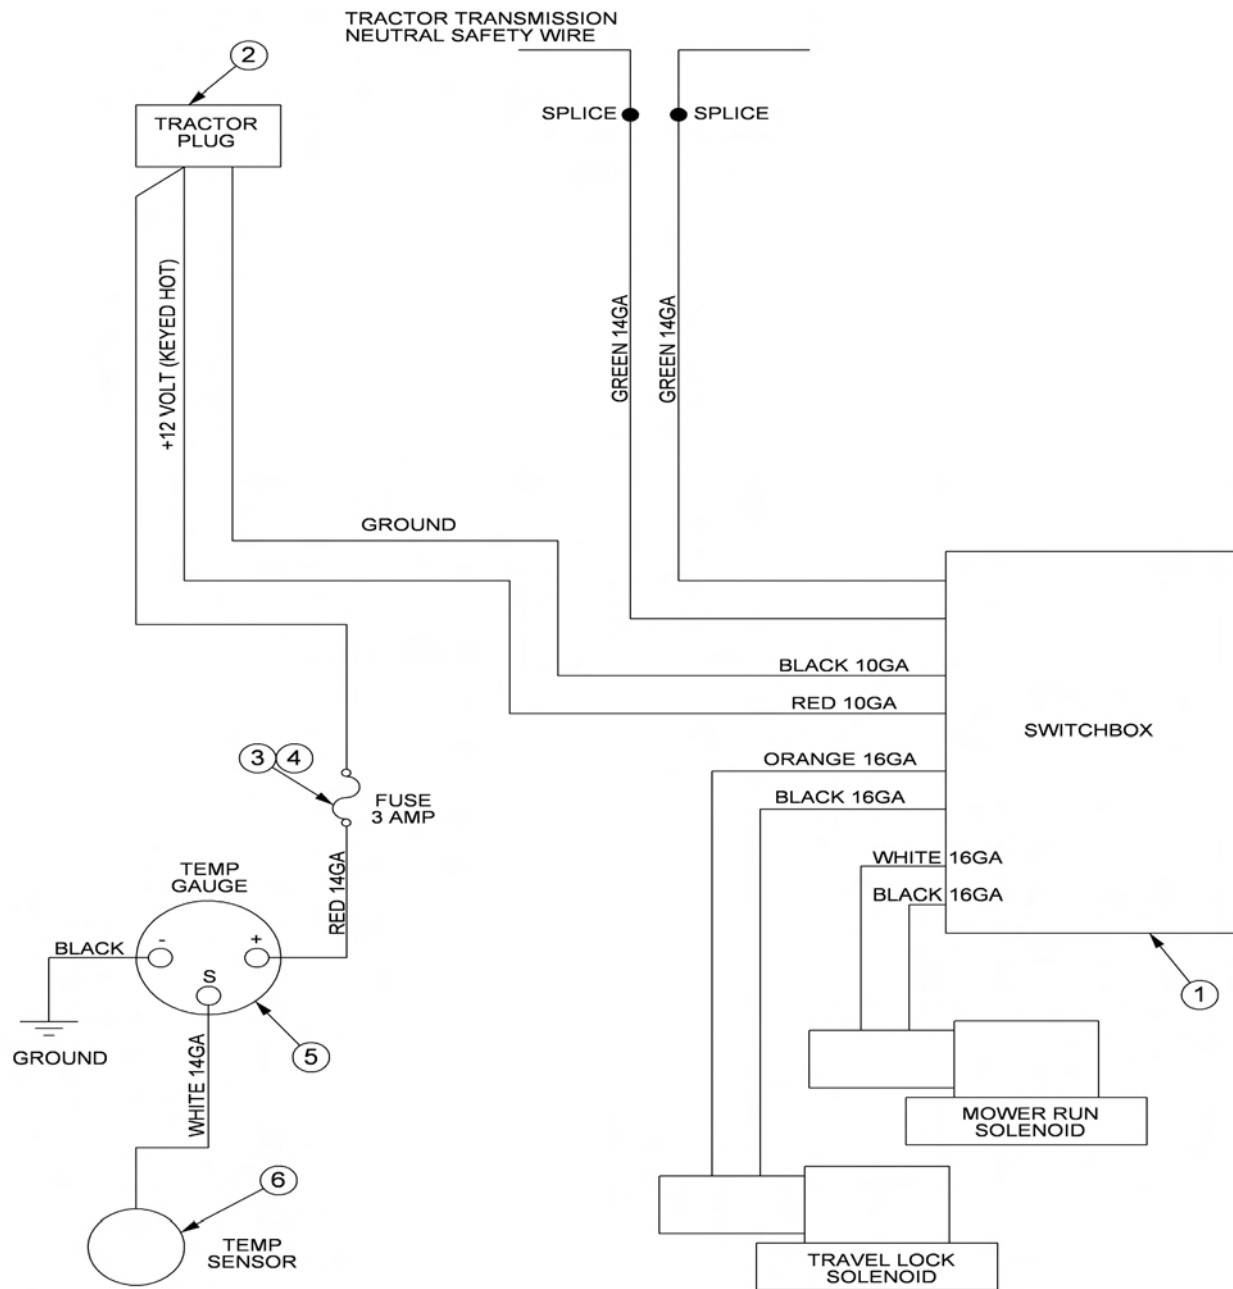 TRACTOR TRANSMISSION
NEUTRAL SAFETY WIRE
2
TRACTOR
PLUG
SPLICE
SPLICE
+12 VOLT (KEYED HOT)
GREEN 14GA
GREEN 14GA
GROUND
BLACK 10GA
RED 10GA
SWITCHBOX
ORANGE 16GA
BLACK 16GA
3
4
FUSE
3 AMP
WHITE 16GA
BLACK 16GA
TEMP
GAUGE
RED 14GA
BLACK
-
+
S
1
GROUND
5
WHITE 14GA
MOWER RUN
SOLENOID
6
TEMP
SENSOR
TRAVEL LOCK
SOLENOID